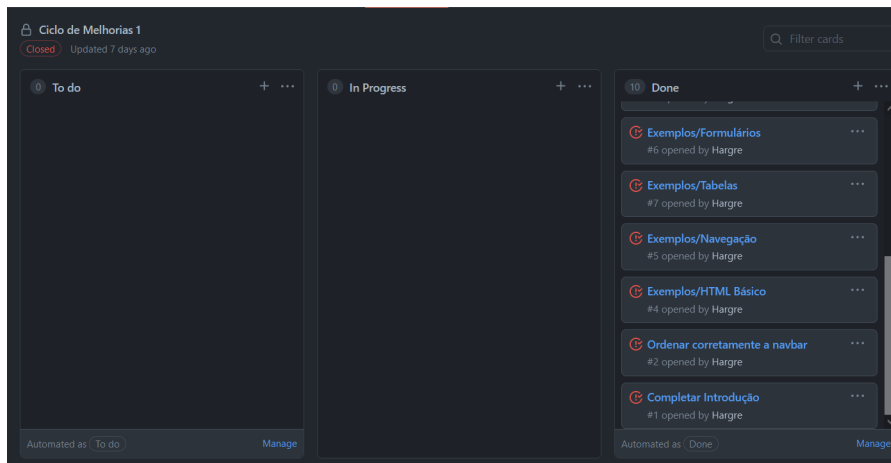 Ciclo de Melhorias 1
Closed Updated 7 days ago
Filter cards
0 To do
Automated as To do Manage
0 In Progress
10 Done
Exemplos/Formulários
#6 opened by Hargre
Exemplos/Tabelas
#7 opened by Hargre
Exemplos/Navegação
#5 opened by Hargre
Exemplos/HTML Básico
#4 opened by Hargre
Ordenar corretamente a navbar
#2 opened by Hargre
Completar Introdução
#1 opened by Hargre
Automated as Done Manage